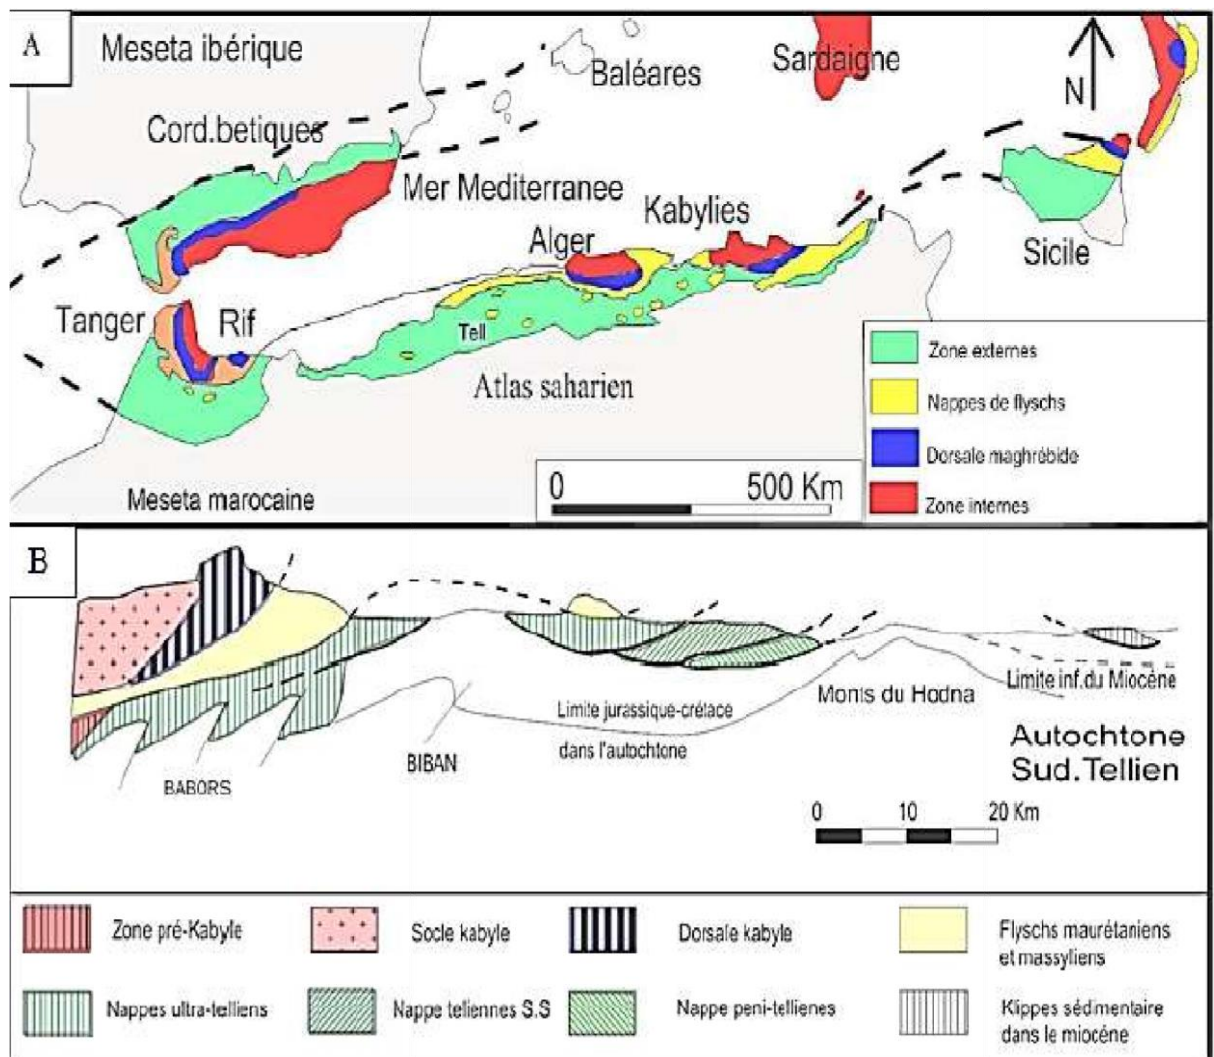 A
Meseta ibérique
Baléares
Sardaigne
N
Cord.betiques
Mer Mediterranee
Kabylies
Alger
Sicile
Tanger
Rif
Tell
Atlas saharien
Meseta marocaine
0 500 Km
Zone externes
Nappes de flyschs
Dorsale maghrébide
Zone internes
B
BABORS
BIBAN
Limite jurassique-crétace
dans l'autochtone
Monts du Hodna
Limite inf.du Miocène
Autochtone
Sud.Tellien
0 10 20 Km
Zone pré-Kabyle
Socle kabyle
Dorsale kabyle
Flyschs maurétaniens
et massyliens
Nappes ultra-telliens
Nappe teliennes S.S
Nappe peni-tellienes
Klippes sédimentaire
dans le miocène